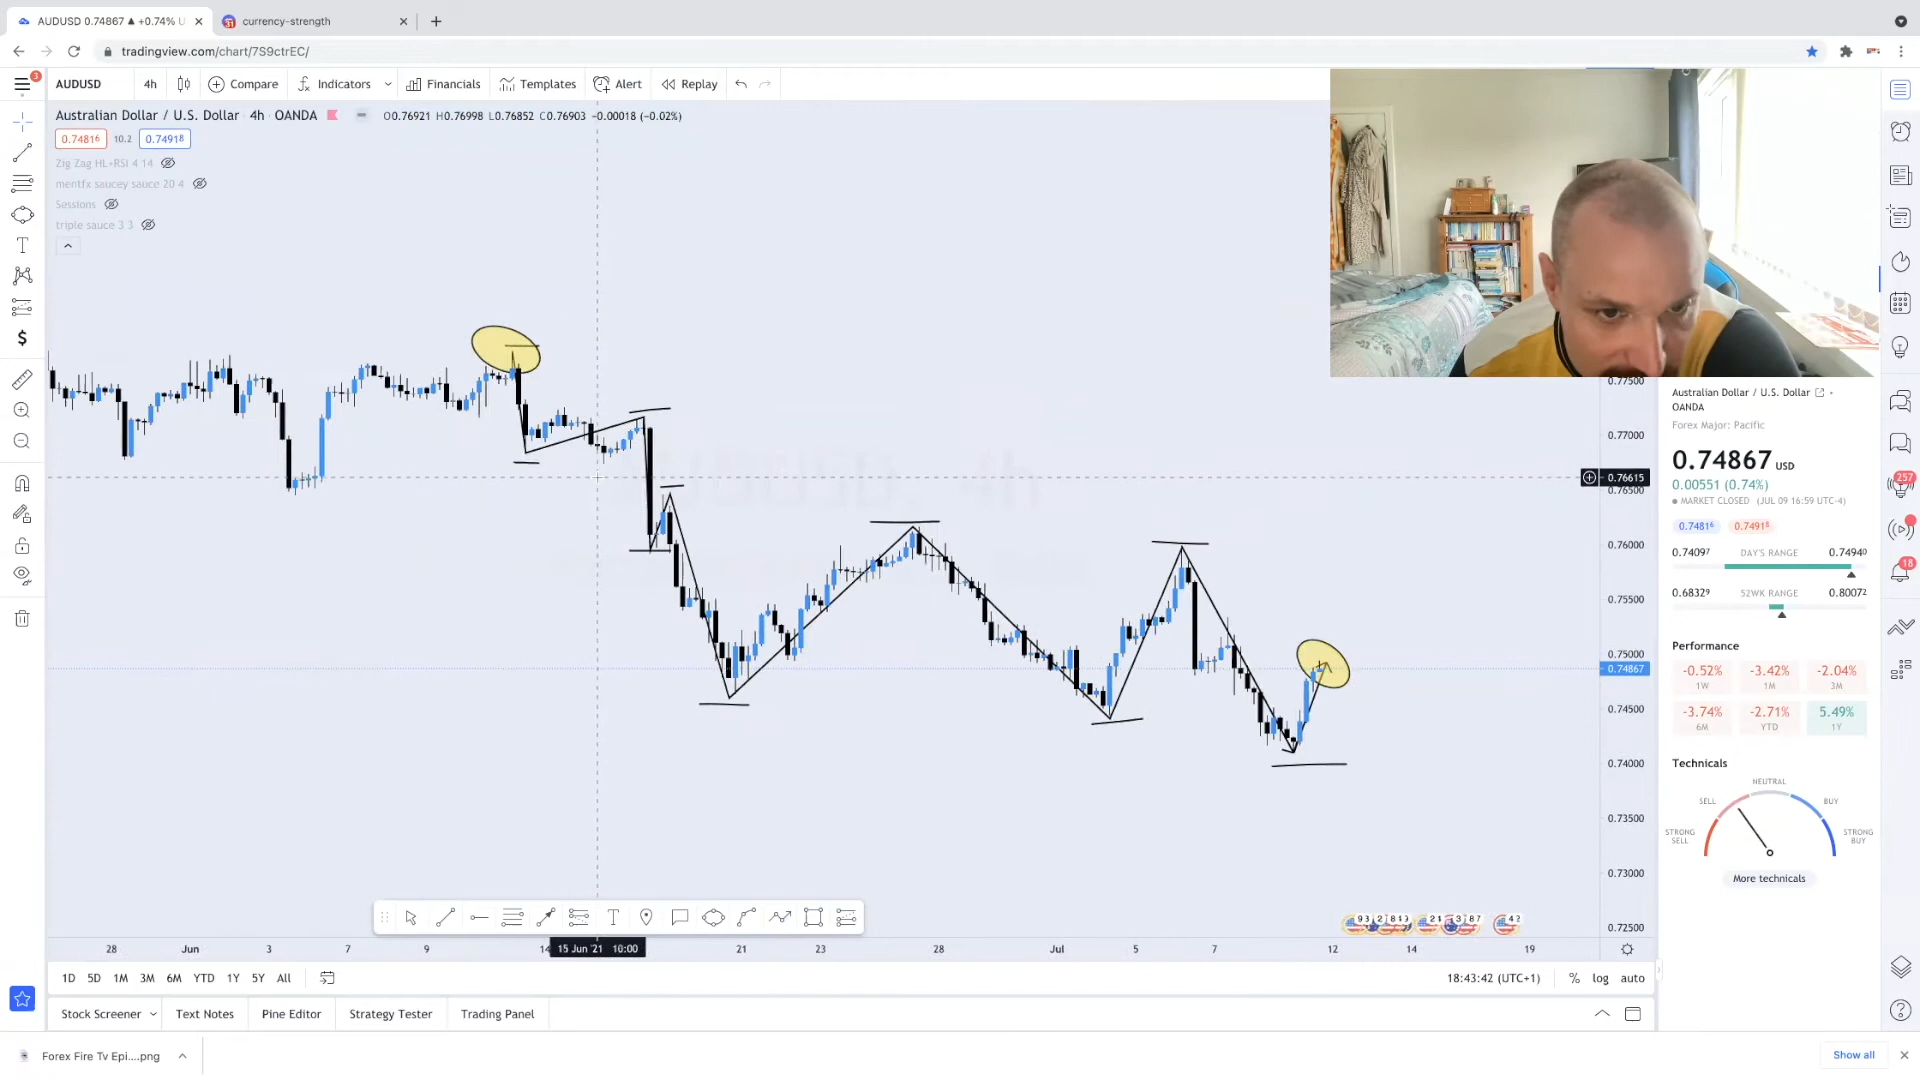 AUDUSD 0.74867 ▲ +0.74% U
currency-strength
tradingview.com/chart/7S9ctrEC/
3
AUDUSD
4h
Compare
Indicators
Financials
Templates
Alert
Replay
Australian Dollar / U.S. Dollar 4h OANDA
O0.76921 H0.76998 L0.76852 C0.76903 −0.00018 (−0.02%)
0.74816
10.2
0.74918
Zig Zag HL+RSI 4 14
mentfx saucey sauce 20 4
Sessions
triple sauce 3 3
0.77500
0.77000
0.76615
0.76500
0.76000
0.75500
0.75000
0.74867
0.74500
0.74000
0.73500
0.73000
0.72500
Australian Dollar / U.S. Dollar
OANDA
Forex Major: Pacific
0.74867 USD
0.00551 (0.74%)
MARKET CLOSED (JUL 09 16:59 UTC-4)
0.74816
0.74918
0.74097 DAY'S RANGE 0.74940
0.68329 52WK RANGE 0.80072
Performance
-0.52% -3.42% -2.04%
1W 1M 3M
-3.74% -2.71% 5.49%
6M YTD 1Y
Technicals
NEUTRAL
SELL BUY
STRONG SELL
STRONG BUY
More technicals
257
18
28 Jun 3 7 9 14 15 Jun '21 10:00 21 23 28 Jul 5 7 12 14 19
1D 5D 1M 3M 6M YTD 1Y 5Y All
18:43:42 (UTC+1) % log auto
Stock Screener Text Notes Pine Editor Strategy Tester Trading Panel
Forex Fire Tv Epi....png
Show all